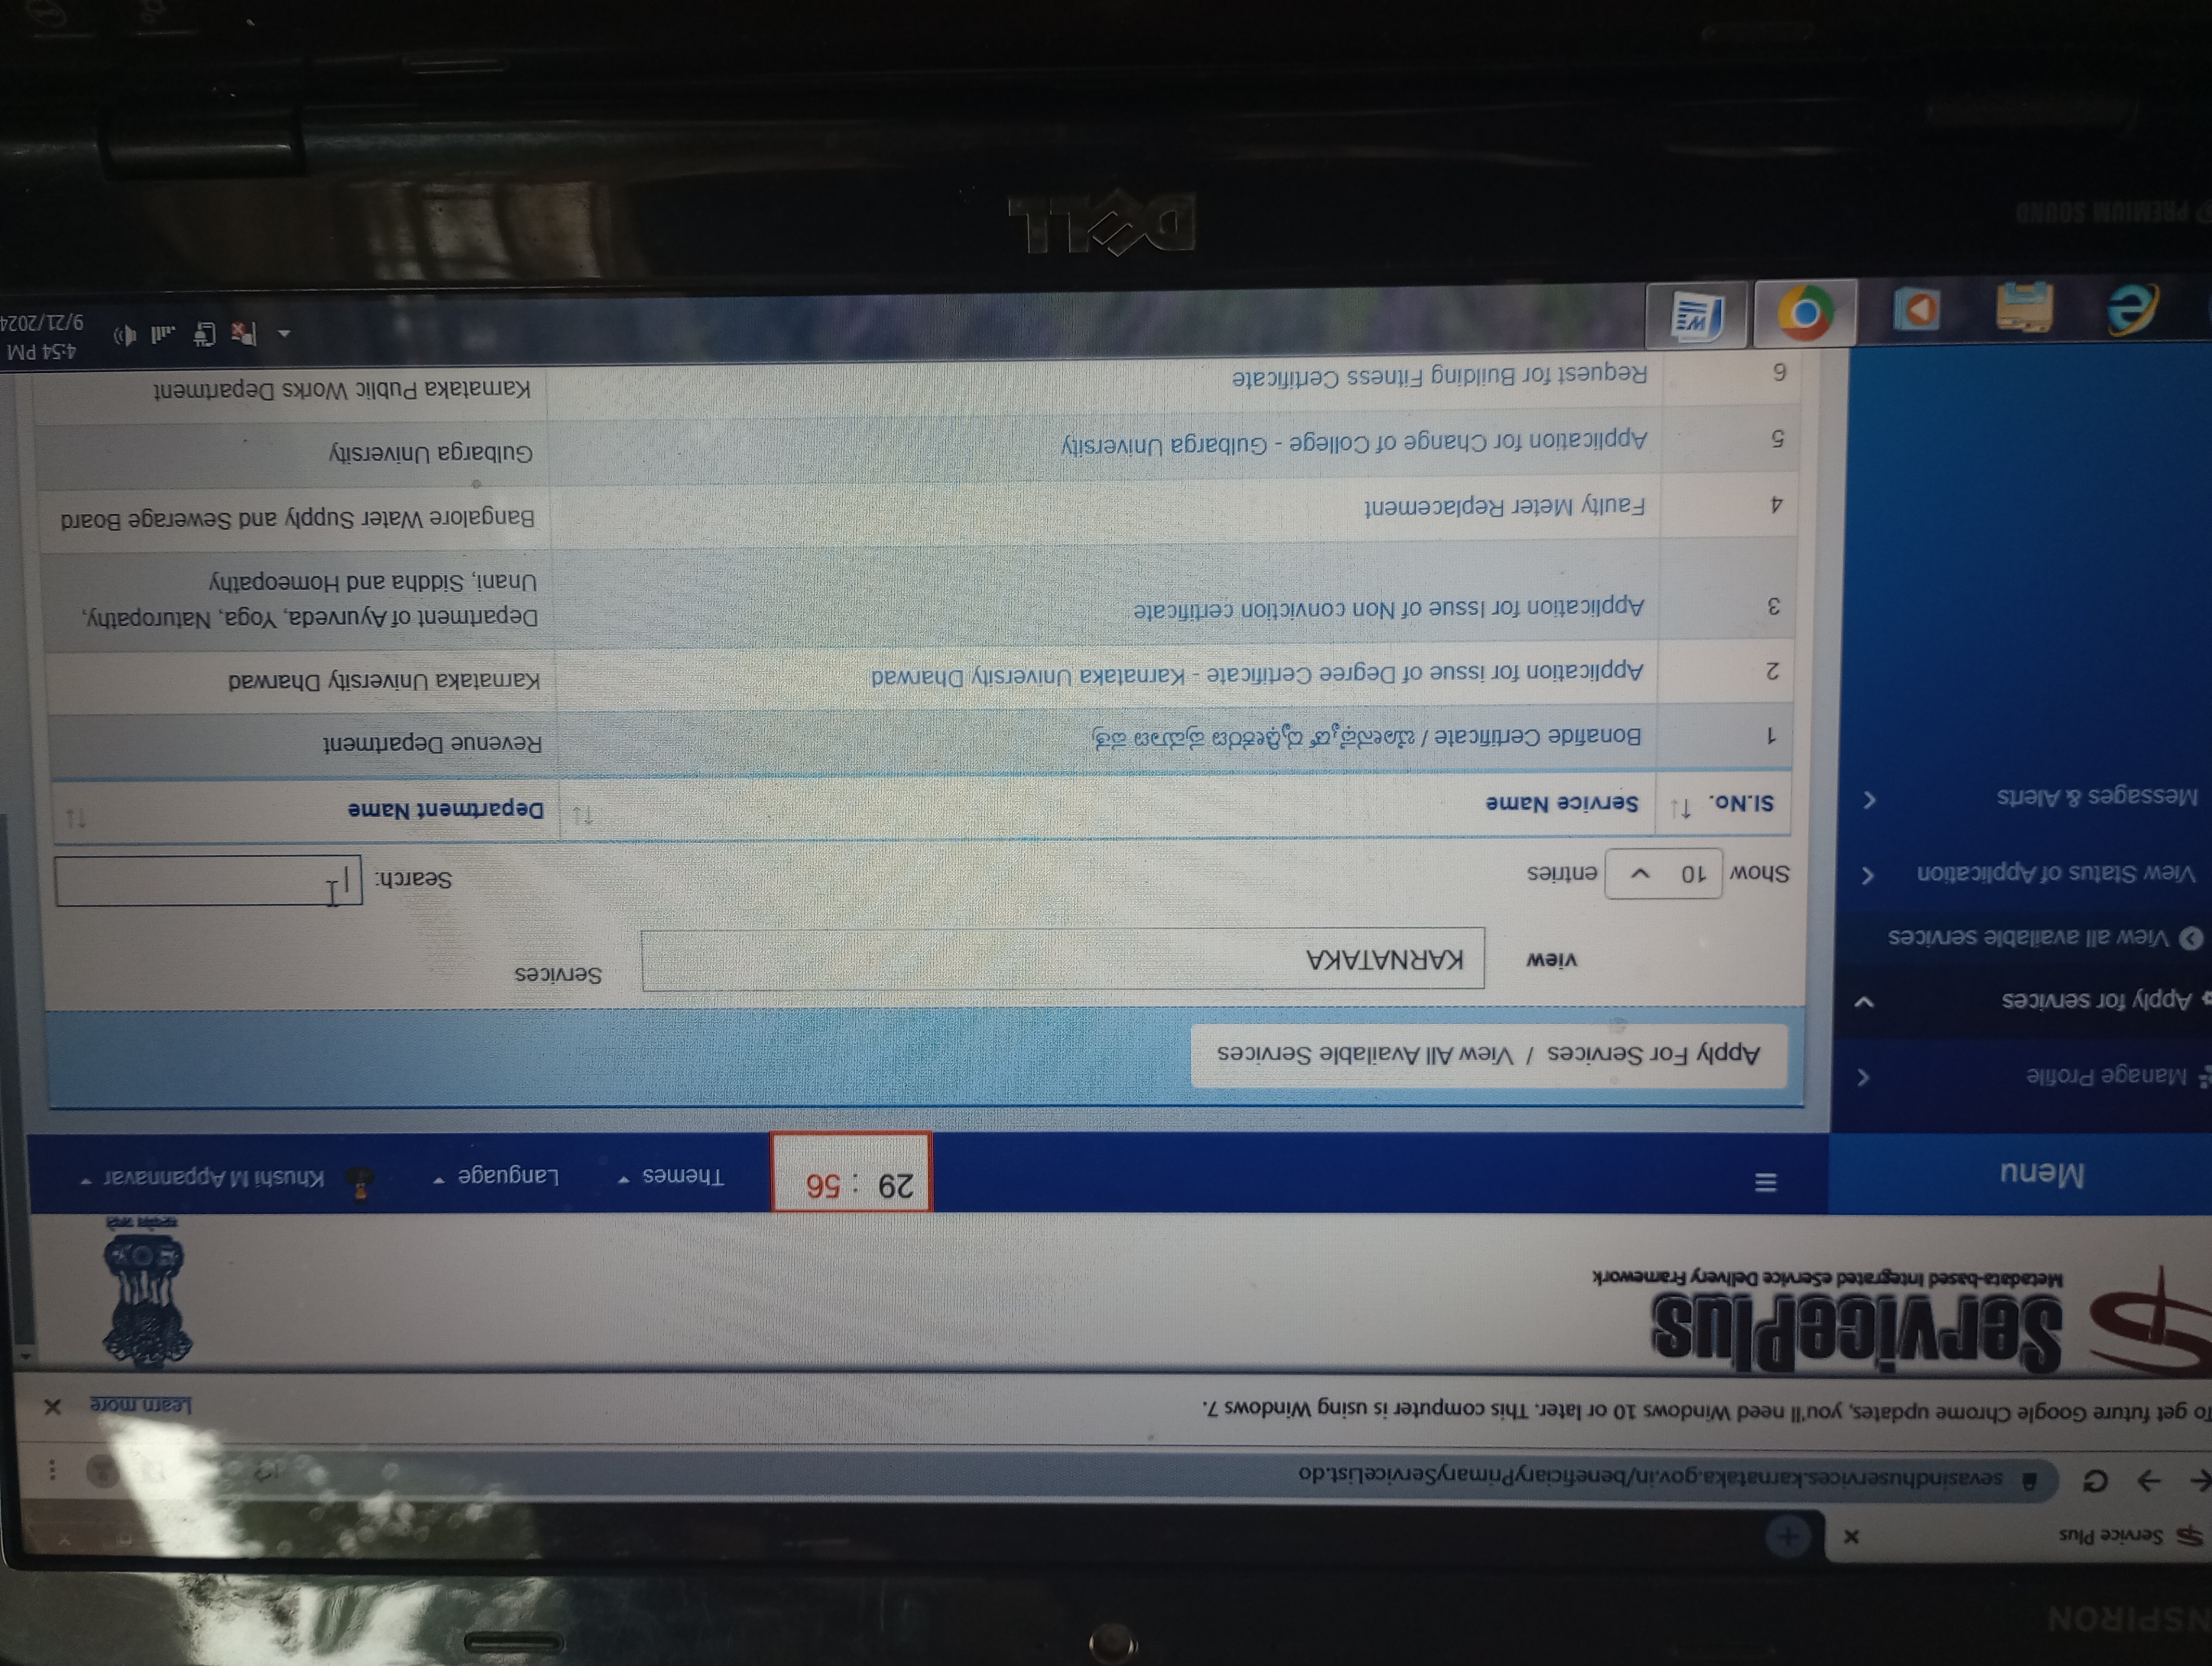 NSPIRON
Service Plus
sevasindhuservices.karnataka.gov.in/beneficiaryPrimaryServiceList.do
To get future Google Chrome updates, you'll need Windows 10 or later. This computer is using Windows 7.
Learn more
ServicePlus
Metadata-based Integrated eService Delivery Framework
सत्यमेव जयते
Menu
29 : 56
Themes
Language
Khushi M Appannavar
Manage Profile
Apply for services
View all available services
View Status of Application
Messages & Alerts
Apply For Services / View All Available Services
view KARNATAKA Services
Show 10 entries
Search:
Sl.No. Service Name Department Name
1 Bonafide Certificate / ಬೋನಫೈಡ್ ದೃಢೀಕರಣ ಪ್ರಮಾಣ ಪತ್ರ Revenue Department
2 Application for issue of Degree Certificate - Karnataka University Dharwad Karnataka University Dharwad
3 Application for Issue of Non conviction certificate Department of Ayurveda, Yoga, Naturopathy,
Unani, Siddha and Homeopathy
4 Faulty Meter Replacement Bangalore Water Supply and Sewerage Board
5 Application for Change of College - Gulbarga University Gulbarga University
6 Request for Building Fitness Certificate Karnataka Public Works Department
4:54 PM
9/21/2024
DELL
PREMIUM SOUND